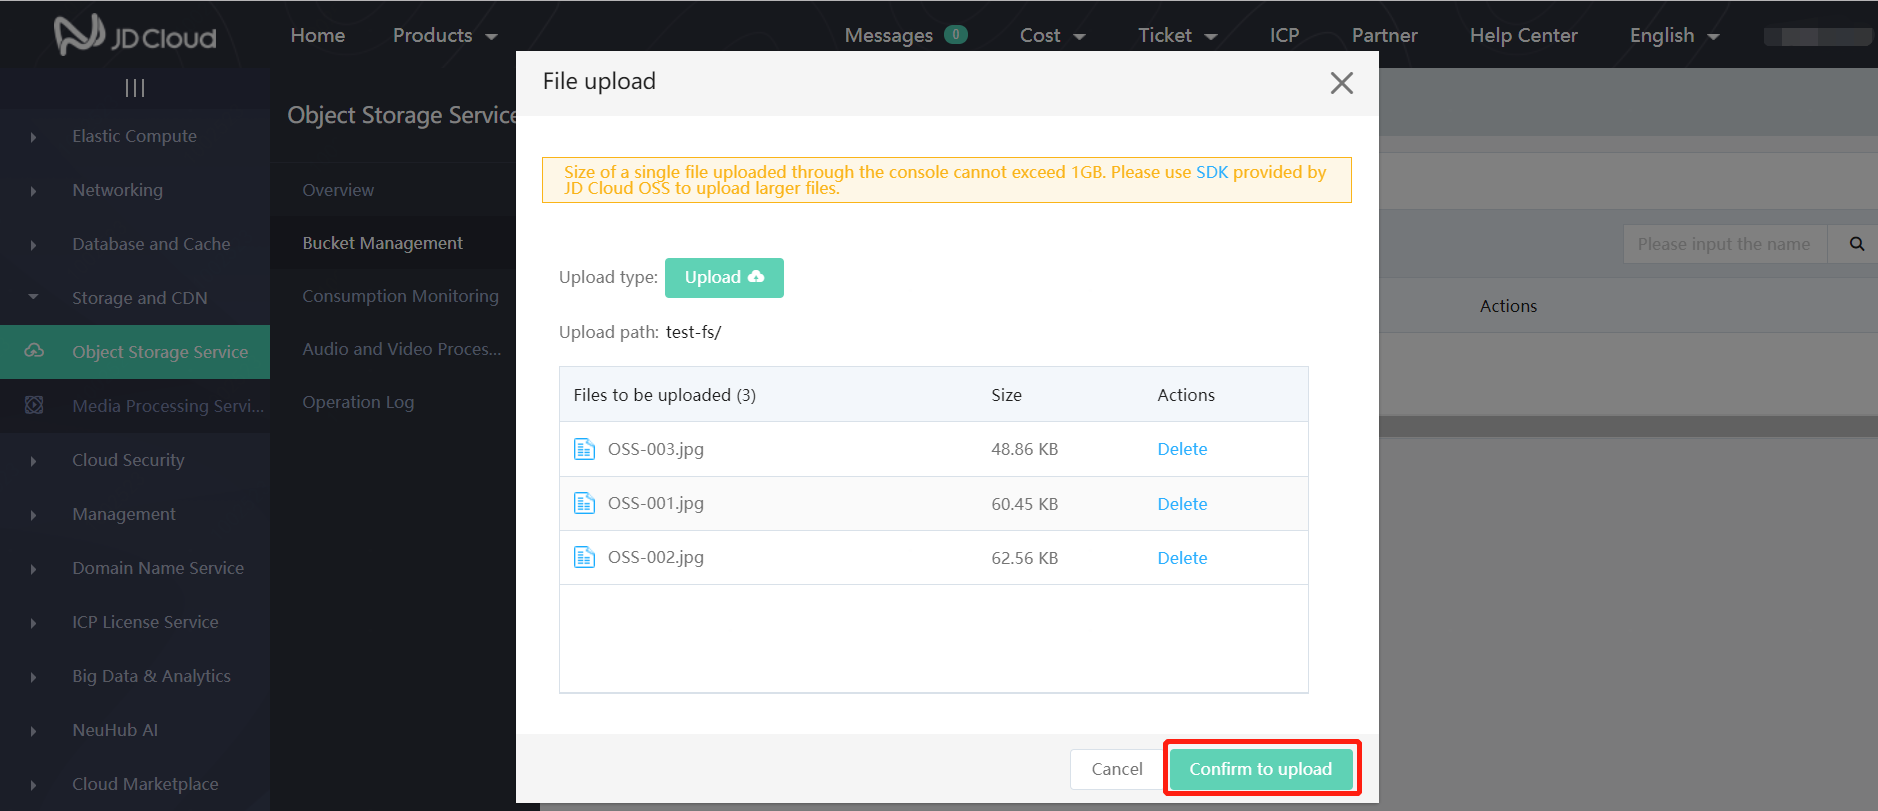 JD Cloud
Home
Products
Messages 0
Cost
Ticket
ICP
Partner
Help Center
English
Elastic Compute
Networking
Database and Cache
Storage and CDN
Object Storage Service
Media Processing Servi...
Cloud Security
Management
Domain Name Service
ICP License Service
Big Data & Analytics
NeuHub AI
Cloud Marketplace
Object Storage Service
Overview
Bucket Management
Consumption Monitoring
Audio and Video Proces...
Operation Log
File upload
Size of a single file uploaded through the console cannot exceed 1GB. Please use SDK provided by
JD Cloud OSS to upload larger files.
Upload type: Upload
Upload path: test-fs/
Files to be uploaded (3) Size Actions
OSS-003.jpg 48.86 KB Delete
OSS-001.jpg 60.45 KB Delete
OSS-002.jpg 62.56 KB Delete
Cancel
Confirm to upload
Please input the name
Actions